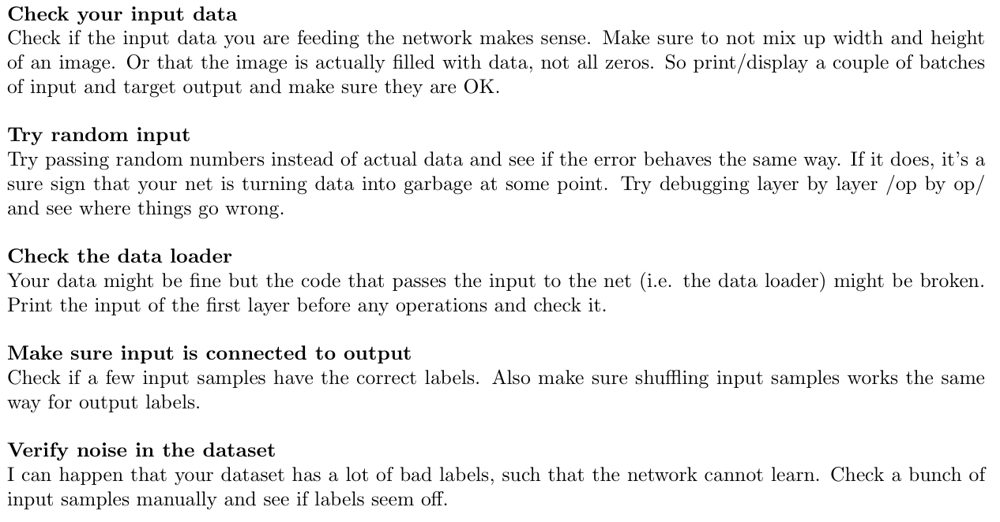 Check your input data
Check if the input data you are feeding the network makes sense. Make sure to not mix up width and height
of an image. Or that the image is actually filled with data, not all zeros. So print/display a couple of batches
of input and target output and make sure they are OK.
Try random input
Try passing random numbers instead of actual data and see if the error behaves the same way. If it does, it's a
sure sign that your net is turning data into garbage at some point. Try debugging layer by layer /op by op/
and see where things go wrong.
Check the data loader
Your data might be fine but the code that passes the input to the net (i.e. the data loader) might be broken.
Print the input of the first layer before any operations and check it.
Make sure input is connected to output
Check if a few input samples have the correct labels. Also make sure shuffling input samples works the same
way for output labels.
Verify noise in the dataset
I can happen that your dataset has a lot of bad labels, such that the network cannot learn. Check a bunch of
input samples manually and see if labels seem off.